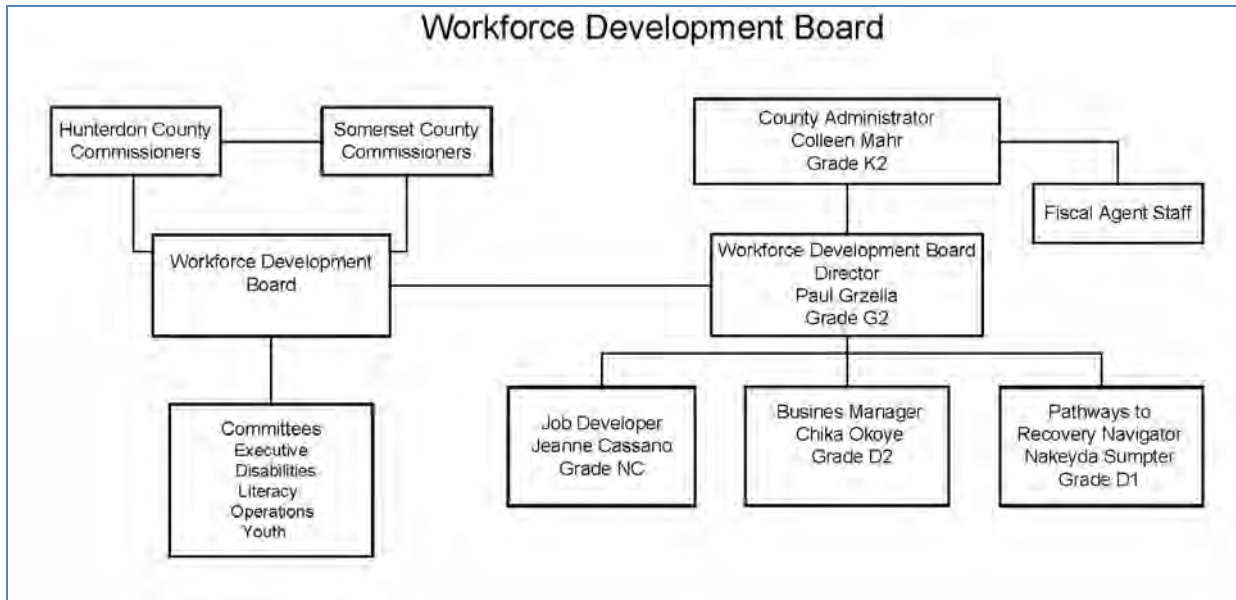 Workforce Development Board
Hunterdon County
Commissioners
Somerset County
Commissioners
County Administrator
Colleen Mahr
Grade K2
Fiscal Agent Staff
Workforce Development
Board
Workforce Development Board
Director
Paul Grzella
Grade G2
Committees
Executive
Disabilities
Literacy
Operations
Youth
Job Developer
Jeanne Cassano
Grade NC
Busines Manager
Chika Okoye
Grade D2
Pathways to
Recovery Navigator
Nakeyda Sumpter
Grade D1